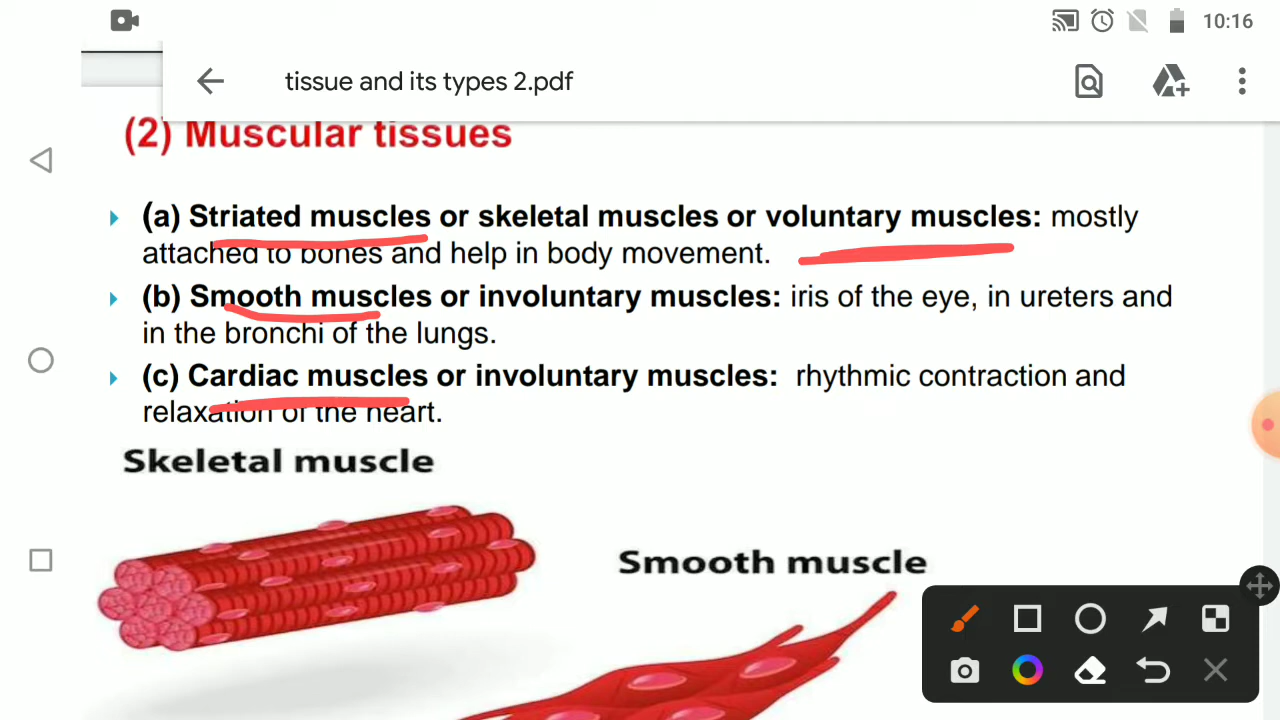 10:16
tissue and its types 2.pdf
(2) Muscular tissues
(a) Striated muscles or skeletal muscles or voluntary muscles: mostly
attached to bones and help in body movement.
(b) Smooth muscles or involuntary muscles: iris of the eye, in ureters and
in the bronchi of the lungs.
(c) Cardiac muscles or involuntary muscles: rhythmic contraction and
relaxation of the heart.
Skeletal muscle
Smooth muscle